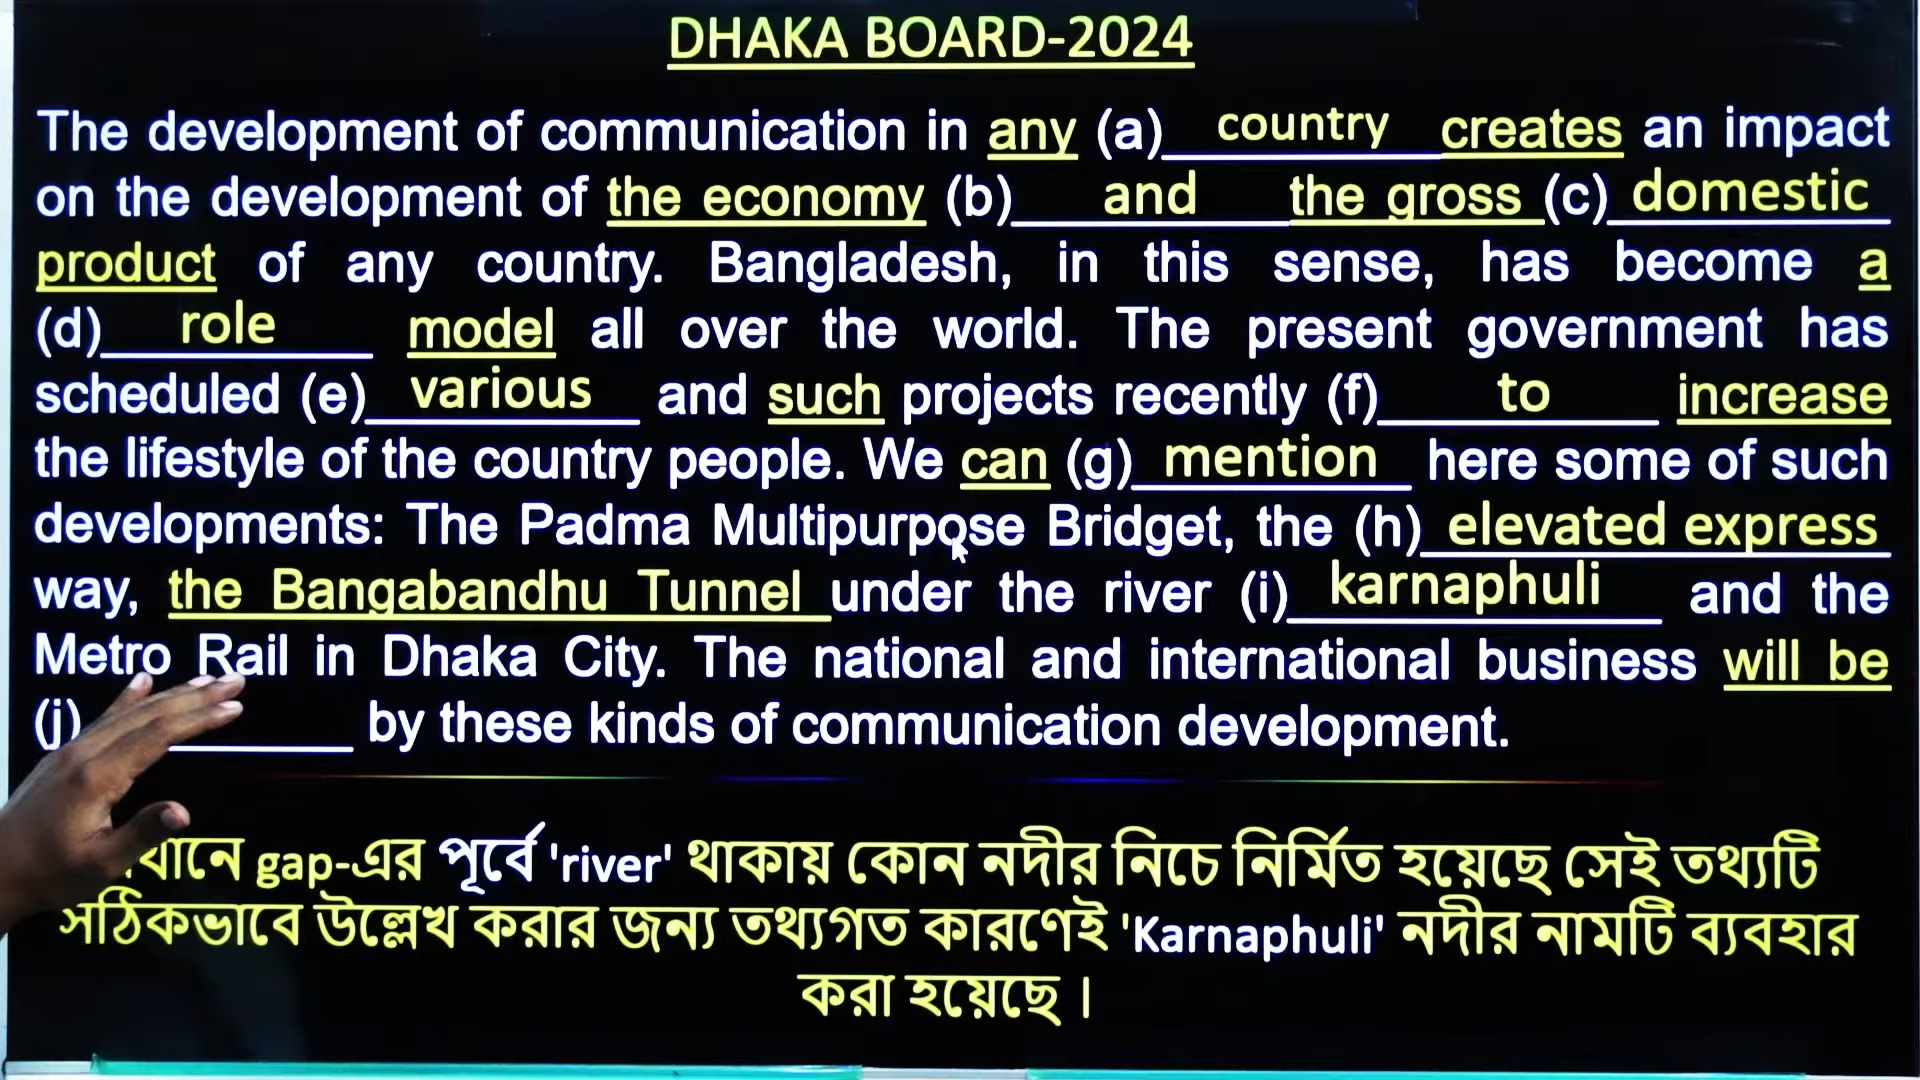 DHAKA BOARD-2024
The development of communication in any (a) country creates an impact
on the development of the economy (b) and the gross (c) domestic
product of any country. Bangladesh, in this sense, has become a
(d) role model all over the world. The present government has
scheduled (e) various and such projects recently (f) to increase
the lifestyle of the country people. We can (g) mention here some of such
developments: The Padma Multipurpose Bridget, the (h) elevated express
way, the Bangabandhu Tunnel under the river (i) karnaphuli and the
Metro Rail in Dhaka City. The national and international business will be
(j) by these kinds of communication development.
gap-এর পূর্বে 'river' থাকায় কোন নদীর নিচে নির্মিত হয়েছে সেই তথ্যটি
সঠিকভাবে উল্লেখ করার জন্য তথ্যগত কারণেই 'Karnaphuli' নদীর নামটি ব্যবহার
করা হয়েছে ।